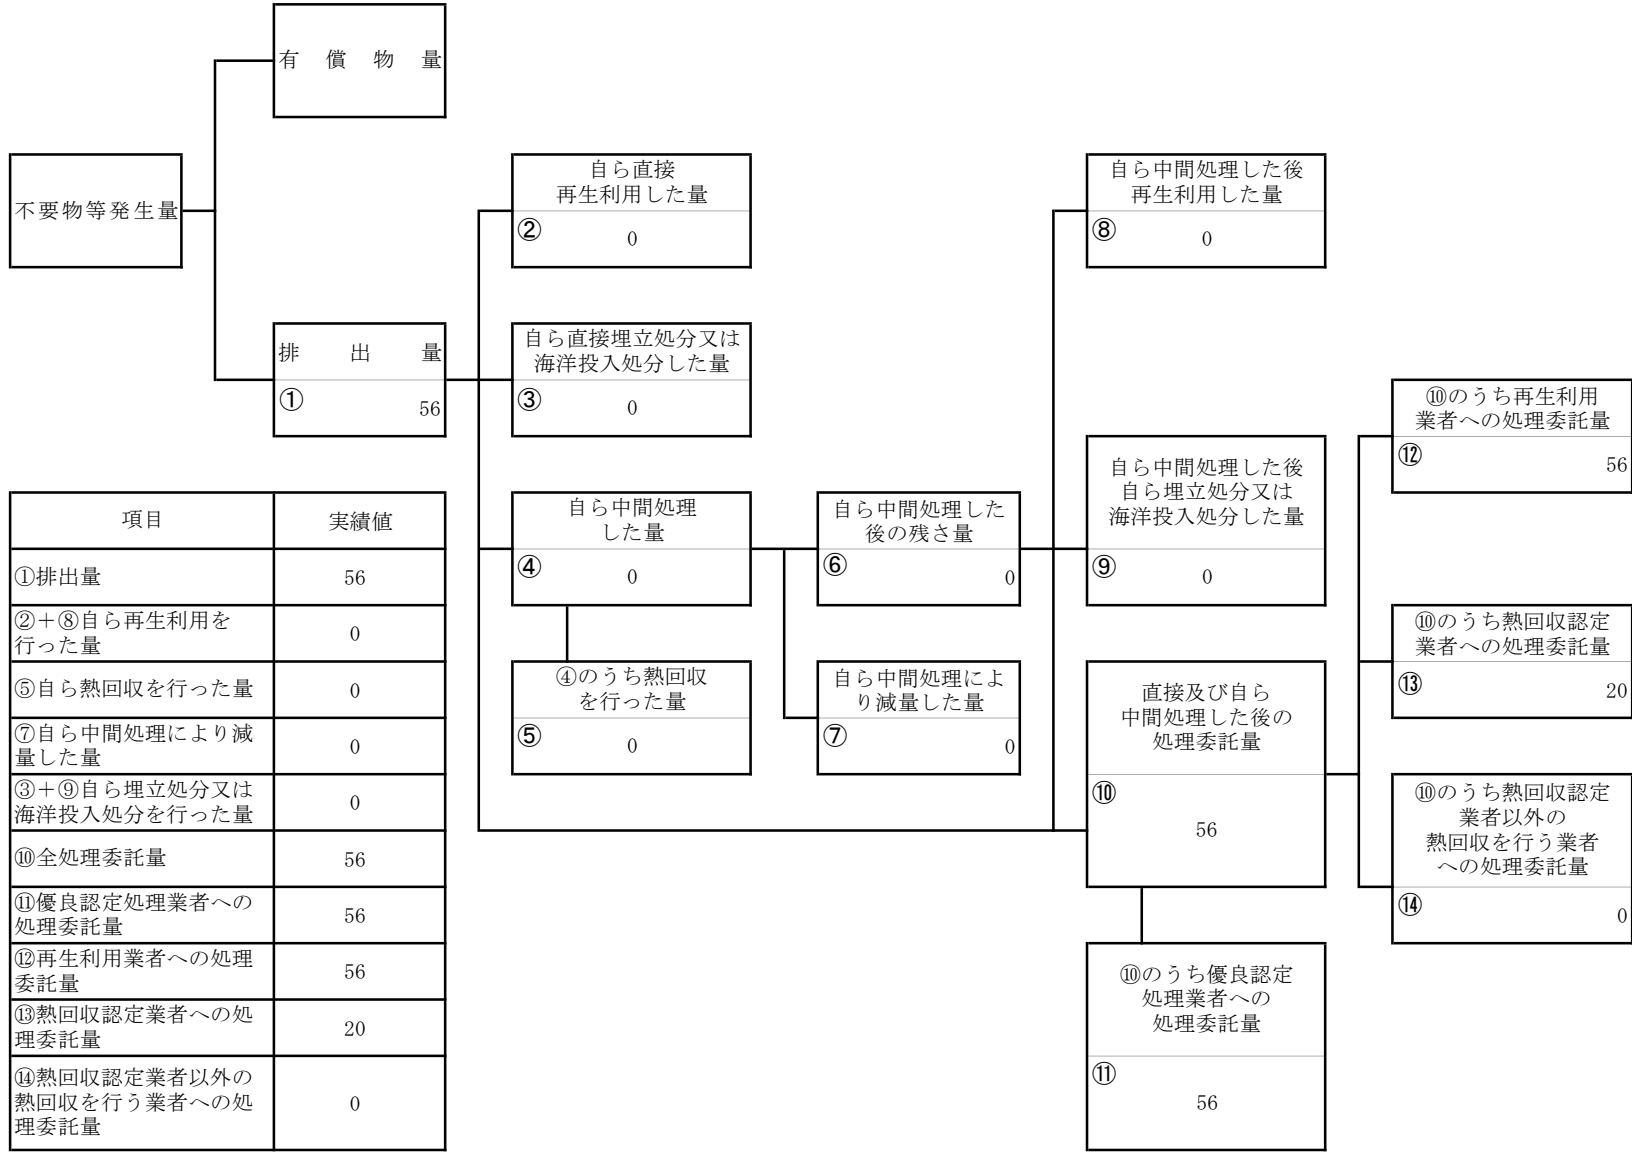 有償物量
不要物等発生量
排出量
①
56
自ら直接
再生利用した量
②
0
自ら直接埋立処分又は
海洋投入処分した量
③
0
自ら中間処理
した量
④
0
④のうち熱回収
を行った量
⑤
0
自ら中間処理した
後の残さ量
⑥
0
自ら中間処理によ
り減量した量
⑦
0
自ら中間処理した後
再生利用した量
⑧
0
自ら中間処理した後
自ら埋立処分又は
海洋投入処分した量
⑨
0
直接及び自ら
中間処理した後の
処理委託量
⑩
56
⑩のうち優良認定
処理業者への
処理委託量
⑪
56
⑩のうち再生利用
業者への処理委託量
⑫
56
⑩のうち熱回収認定
業者への処理委託量
⑬
20
⑩のうち熱回収認定
業者以外の
熱回収を行う業者
への処理委託量
⑭
0
項目 実績値
①排出量 56
②＋⑧自ら再生利用を
行った量 0
⑤自ら熱回収を行った量 0
⑦自ら中間処理により減
量した量 0
③＋⑨自ら埋立処分又は
海洋投入処分を行った量 0
⑩全処理委託量 56
⑪優良認定処理業者への
処理委託量 56
⑫再生利用業者への処理
委託量 56
⑬熱回収認定業者への処
理委託量 20
⑭熱回収認定業者以外の
熱回収を行う業者への処
理委託量 0